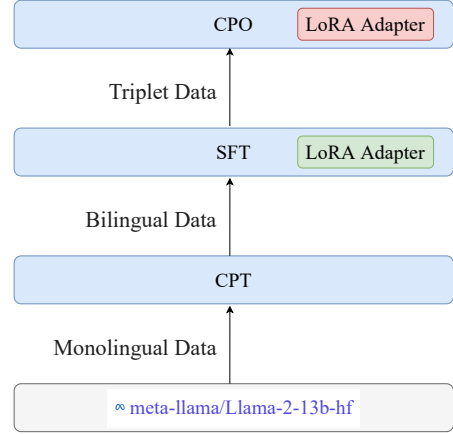 CPO LoRA Adapter
Triplet Data
SFT LoRA Adapter
Bilingual Data
CPT
Monolingual Data
meta-llama/Llama-2-13b-hf